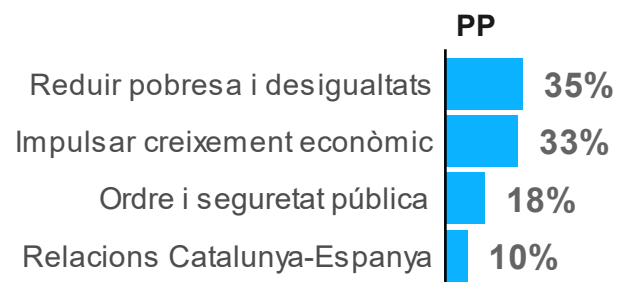 PP
Reduir pobresa i desigualtats 35%
Impulsar creixement econòmic 33%
Ordre i seguretat pública 18%
Relacions Catalunya-Espanya 10%